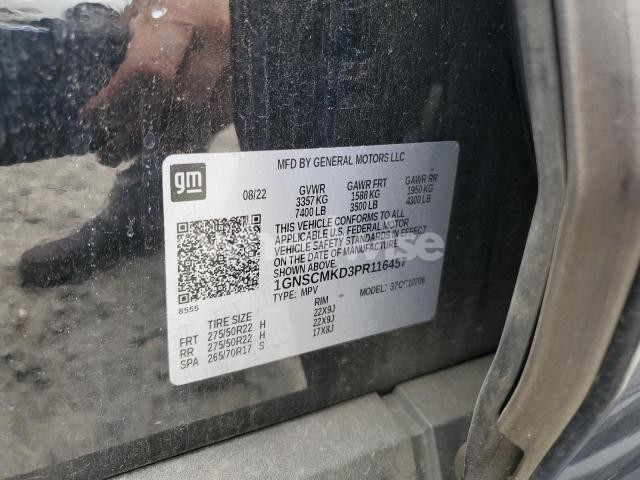 MFD BY GENERAL MOTORS LLC
gm
08/22
GVWR GAWR FRT GAWR RR
3357 KG 1588 KG 1950 KG
7400 LB 3500 LB 4300 LB
THIS VEHICLE CONFORMS TO ALL
APPLICABLE U.S. FEDERAL MOTOR
VEHICLE SAFETY STANDARDS IN
EFFECT ON THE DATE OF
MANUFACTURE SHOWN ABOVE.
1GNSCMKD3PR116457
TYPE: MPV MODEL:
8555
TIRE SIZE RIM
FRT 275/50R22 H 22X9J
RR 275/50R22 H 22X9J
SPA 265/70R17 S 17X8J